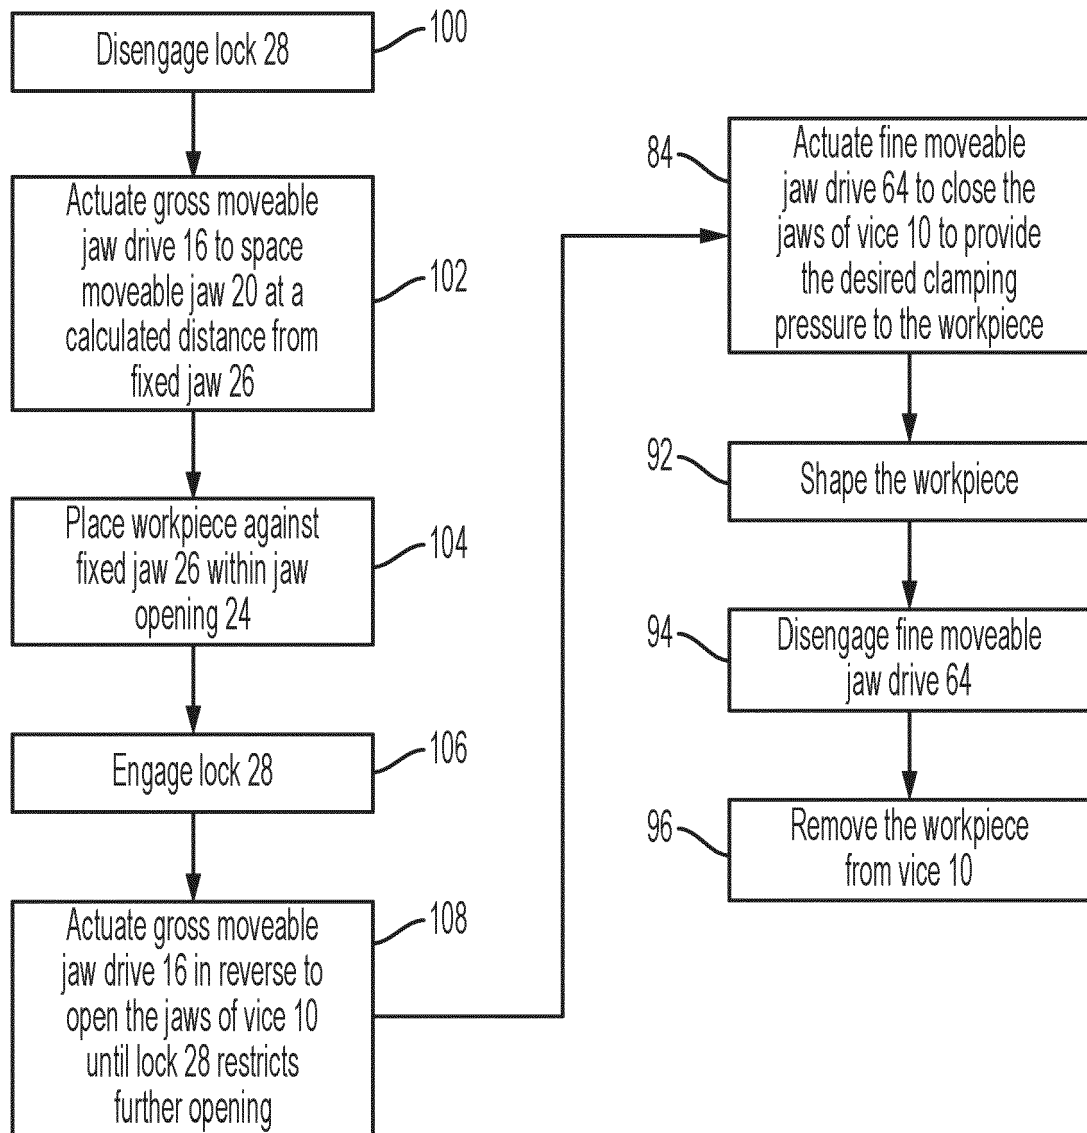 Disengage lock 28
100
Actuate gross moveable
jaw drive 16 to space
moveable jaw 20 at a
calculated distance from
fixed jaw 26
102
Place workpiece against
fixed jaw 26 within jaw
opening 24
104
Engage lock 28
106
Actuate gross moveable
jaw drive 16 in reverse to
open the jaws of vice 10
until lock 28 restricts
further opening
108
84
Actuate fine moveable
jaw drive 64 to close the
jaws of vice 10 to provide
the desired clamping
pressure to the workpiece
92
Shape the workpiece
94
Disengage fine moveable
jaw drive 64
96
Remove the workpiece
from vice 10